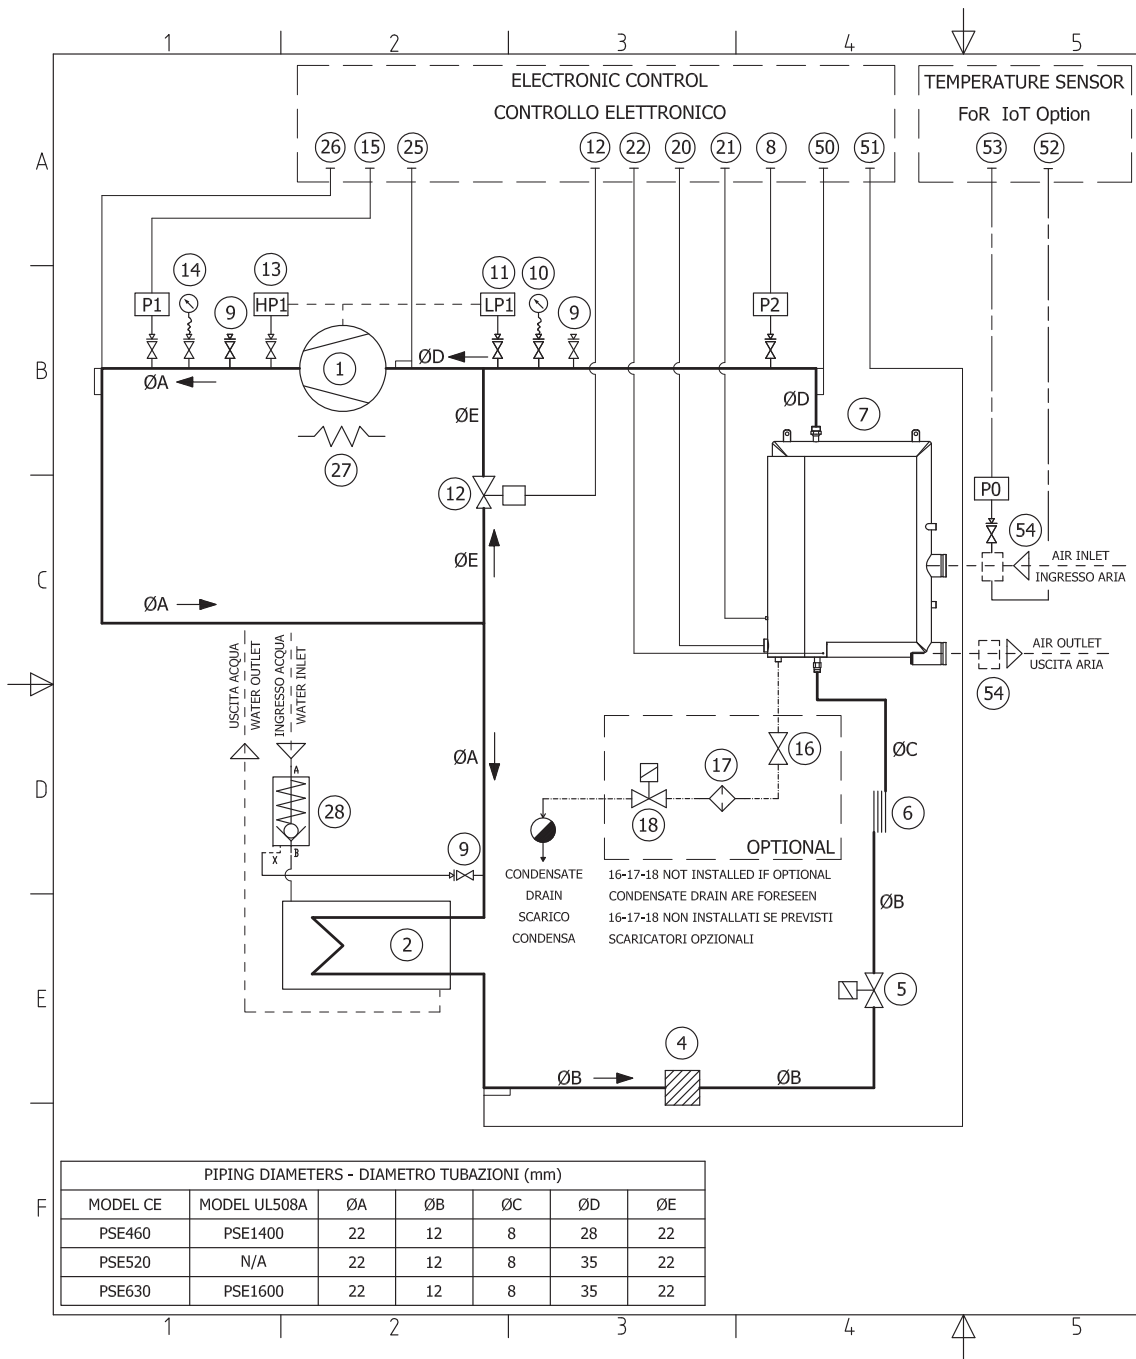 1 2 3 4 5
ELECTRONIC CONTROL
CONTROLLO ELETTRONICO
TEMPERATURE SENSOR
FoR IoT Option
26 15 25 12 22 20 21 8 50 51 53 52
A
14 13 11 10
P1 9 HP1 LP1 9 P2
B
1
ØD
ØA
ØE
ØD
7
27
12
P0
54
C
ØE
AIR INLET
INGRESSO ARIA
ØA
AIR OUTLET
USCITA ARIA
54
USCITA ACQUA
WATER OUTLET
INGRESSO ACQUA
WATER INLET
ØA
16
ØC
17
D
A
28
18
6
OPTIONAL
X B
9
CONDENSATE
DRAIN
SCARICO
CONDENSA
16-17-18 NOT INSTALLED IF OPTIONAL
CONDENSATE DRAIN ARE FORESEEN
16-17-18 NON INSTALLATI SE PREVISTI
SCARICATORI OPZIONALI
ØB
2
5
E
4
ØB
ØB
F
PIPING DIAMETERS - DIAMETRO TUBAZIONI (mm)
MODEL CE MODEL UL508A ØA ØB ØC ØD ØE
PSE460 PSE1400 22 12 8 28 22
PSE520 N/A 22 12 8 35 22
PSE630 PSE1600 22 12 8 35 22
1 2 3 4 5